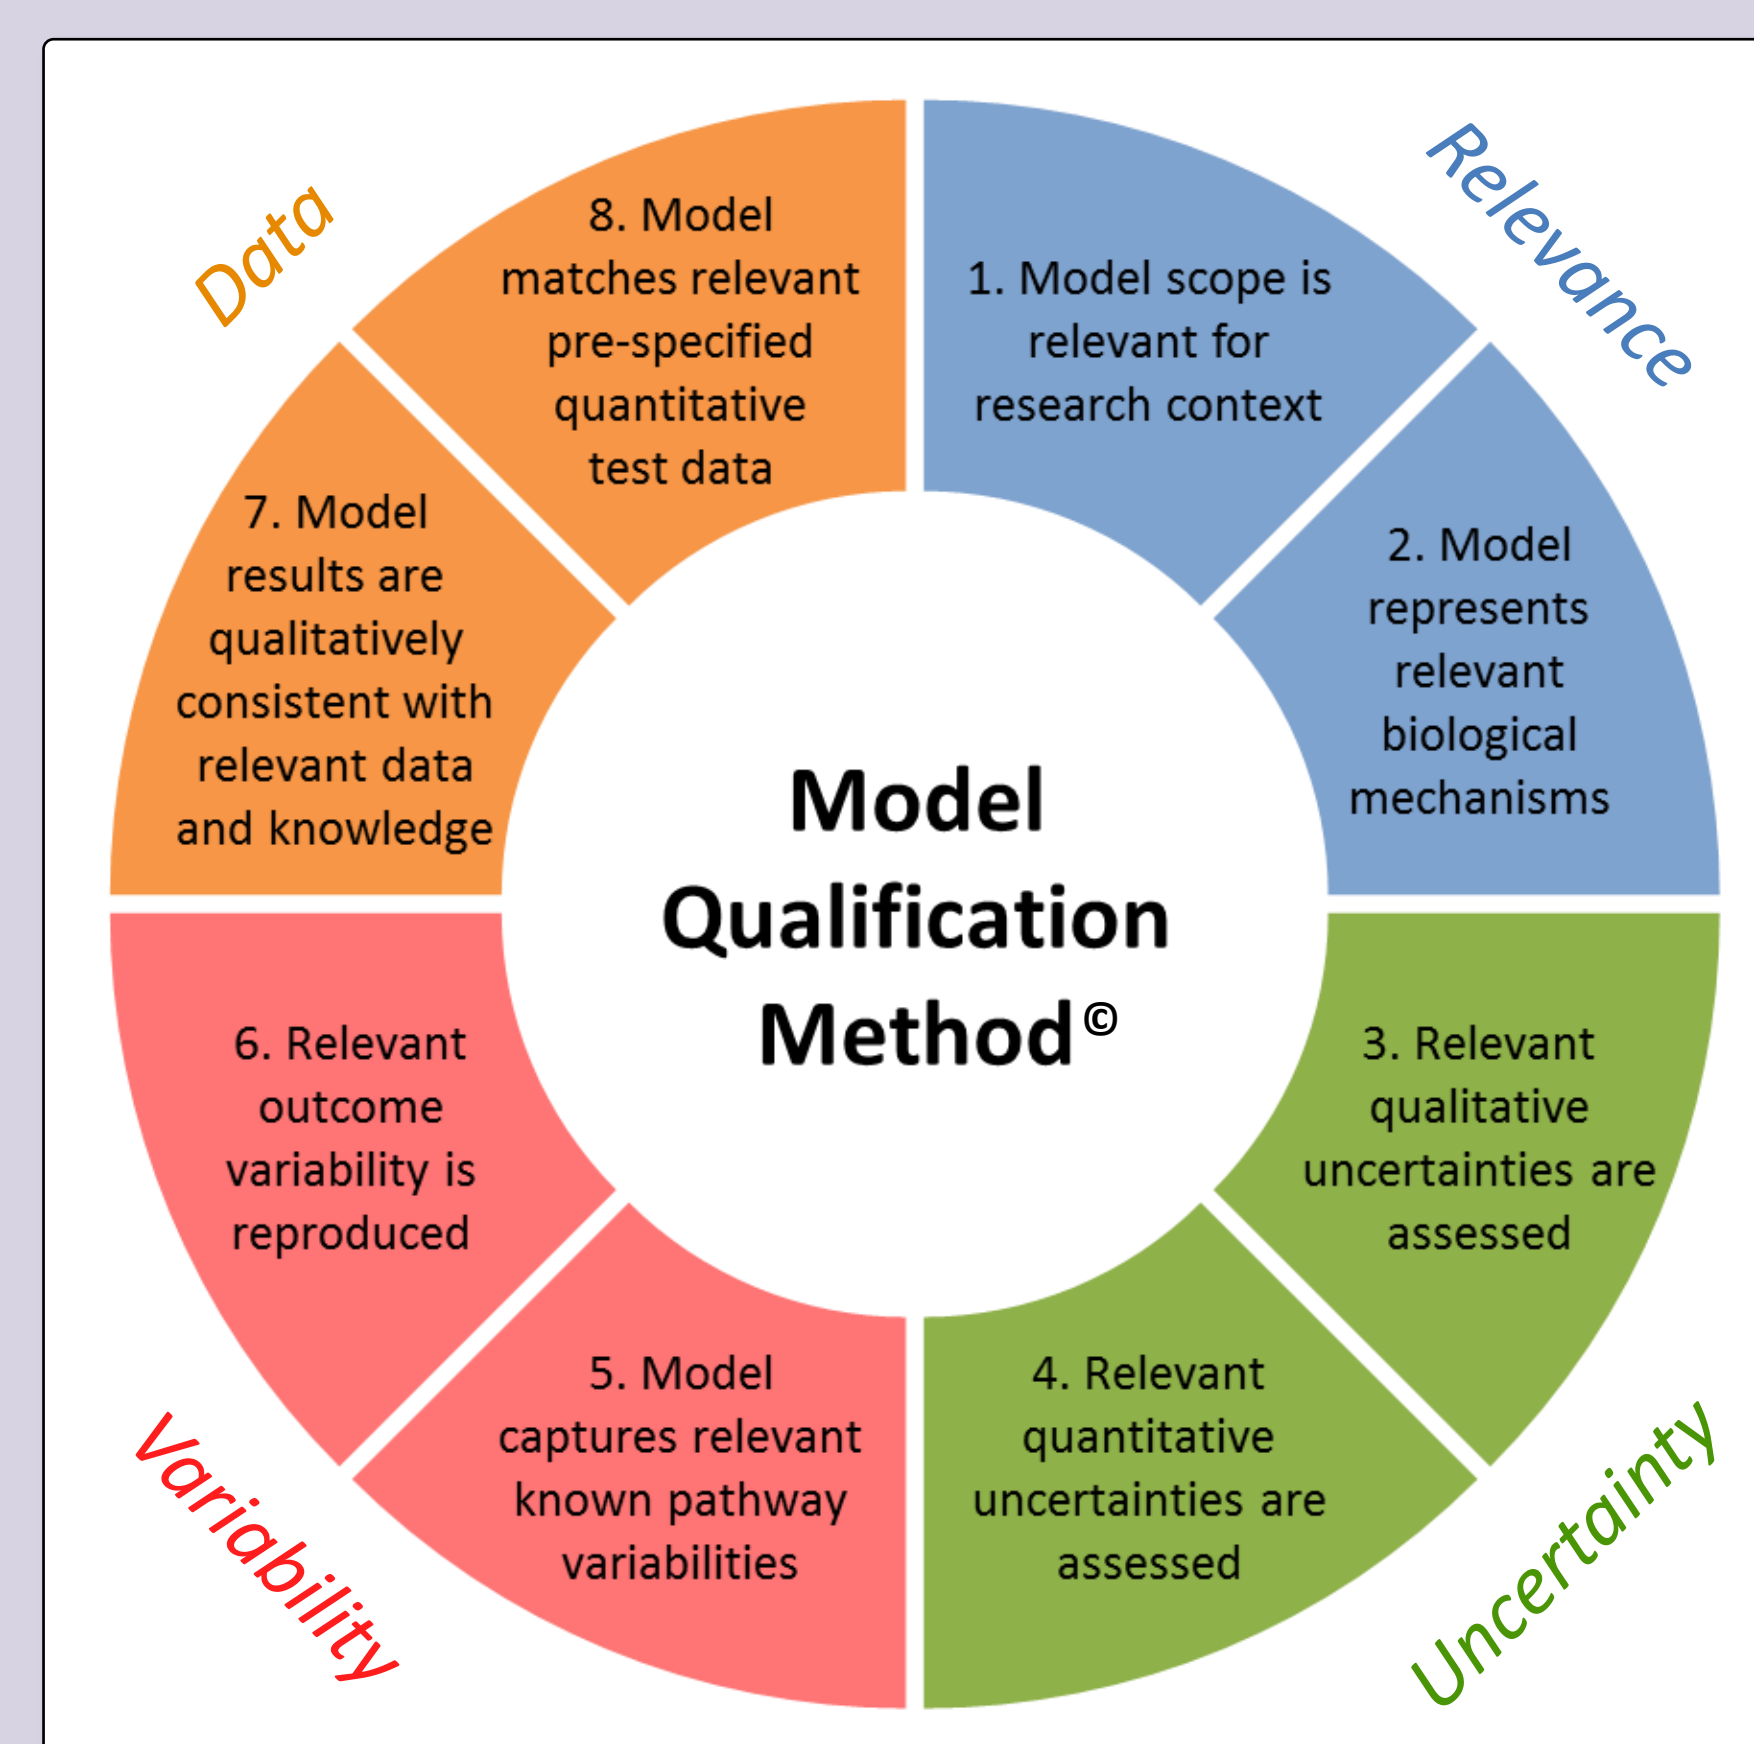 Relevance
1. Model scope is
relevant for
research context
2. Model
represents
relevant
biological
mechanisms
Uncertainty
3. Relevant
qualitative
uncertainties are
assessed
4. Relevant
quantitative
uncertainties are
assessed
Variability
5. Model
captures relevant
known pathway
variabilities
6. Relevant
outcome
variability is
reproduced
Data
7. Model
results are
qualitatively
consistent with
relevant data
and knowledge
8. Model
matches relevant
pre-specified
quantitative
test data
Model
Qualification
Method©